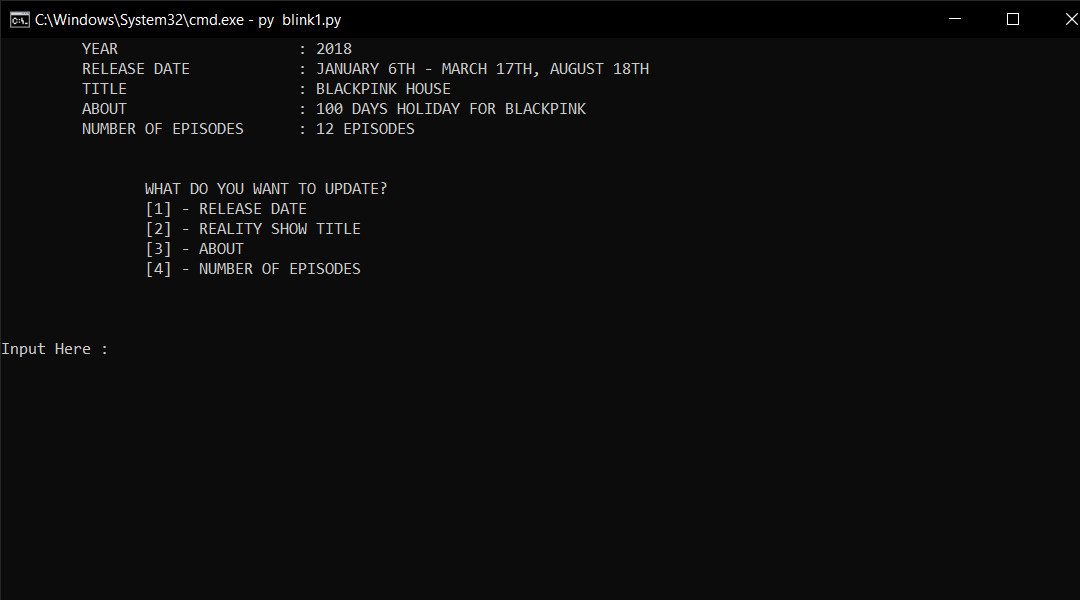 C:\Windows\System32\cmd.exe - py  blink1.py
YEAR : 2018
RELEASE DATE : JANUARY 6TH - MARCH 17TH, AUGUST 18TH
TITLE : BLACKPINK HOUSE
ABOUT : 100 DAYS HOLIDAY FOR BLACKPINK
NUMBER OF EPISODES : 12 EPISODES
WHAT DO YOU WANT TO UPDATE?
[1] - RELEASE DATE
[2] - REALITY SHOW TITLE
[3] - ABOUT
[4] - NUMBER OF EPISODES
Input Here :